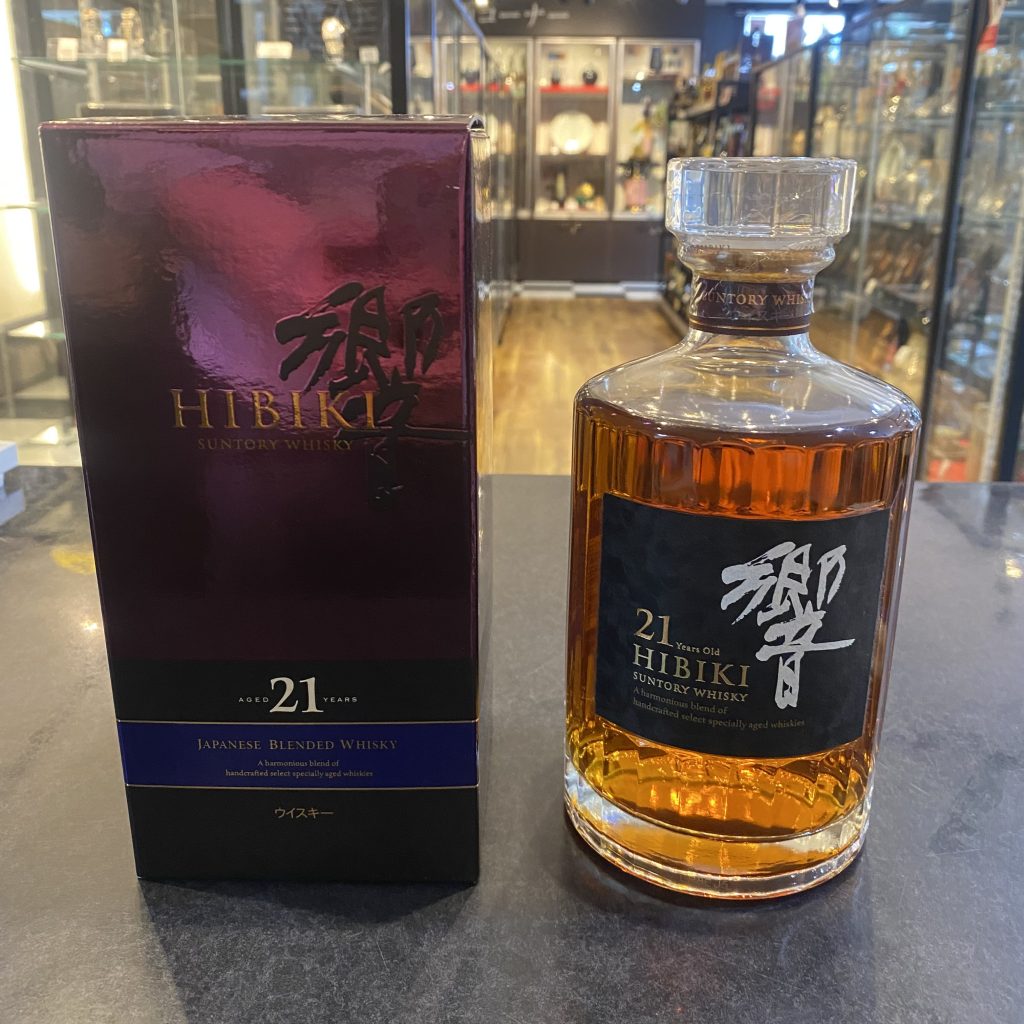 響
HIBIKI
SUNTORY WHISKY
AGED 21 YEARS
JAPANESE BLENDED WHISKY
A harmonious blend of
handcrafted select specially aged whiskies
ウイスキー
SUNTORY WHIS
響
21 Years Old
HIBIKI
SUNTORY WHISKY
A harmonious blend of
handcrafted select specially aged whiskies